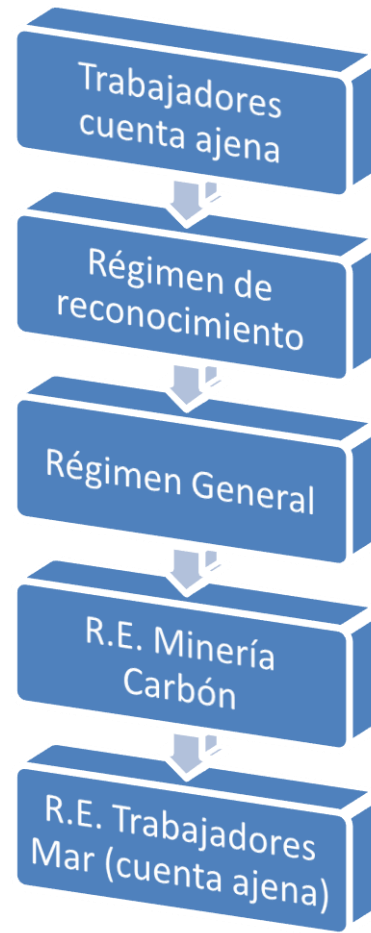 Trabajadores
cuenta ajena
Régimen de
reconocimiento
Régimen General
R.E. Minería
Carbón
R.E. Trabajadores
Mar (cuenta ajena)